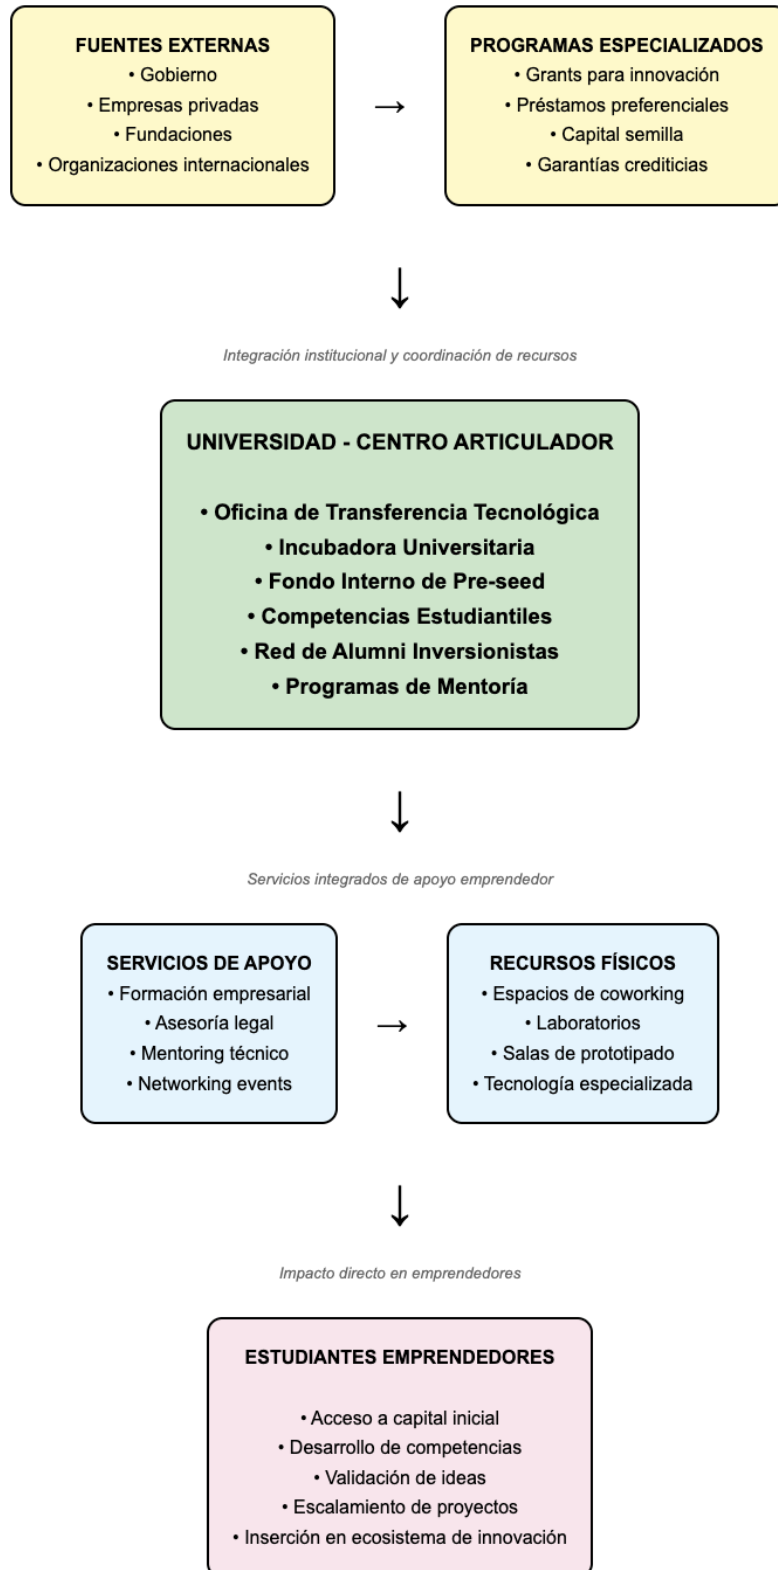 FUENTES EXTERNAS
• Gobierno
• Empresas privadas
• Fundaciones
• Organizaciones internacionales
→
PROGRAMAS ESPECIALIZADOS
• Grants para innovación
• Préstamos preferenciales
• Capital semilla
• Garantías crediticias
↓
Integración institucional y coordinación de recursos
UNIVERSIDAD - CENTRO ARTICULADOR
• Oficina de Transferencia Tecnológica
• Incubadora Universitaria
• Fondo Interno de Pre-seed
• Competencias Estudiantiles
• Red de Alumni Inversionistas
• Programas de Mentoría
↓
Servicios integrados de apoyo emprendedor
SERVICIOS DE APOYO
• Formación empresarial
• Asesoría legal
• Mentoring técnico
• Networking events
→
RECURSOS FÍSICOS
• Espacios de coworking
• Laboratorios
• Salas de prototipado
• Tecnología especializada
↓
Impacto directo en emprendedores
ESTUDIANTES EMPRENDEDORES
• Acceso a capital inicial
• Desarrollo de competencias
• Validación de ideas
• Escalamiento de proyectos
• Inserción en ecosistema de innovación